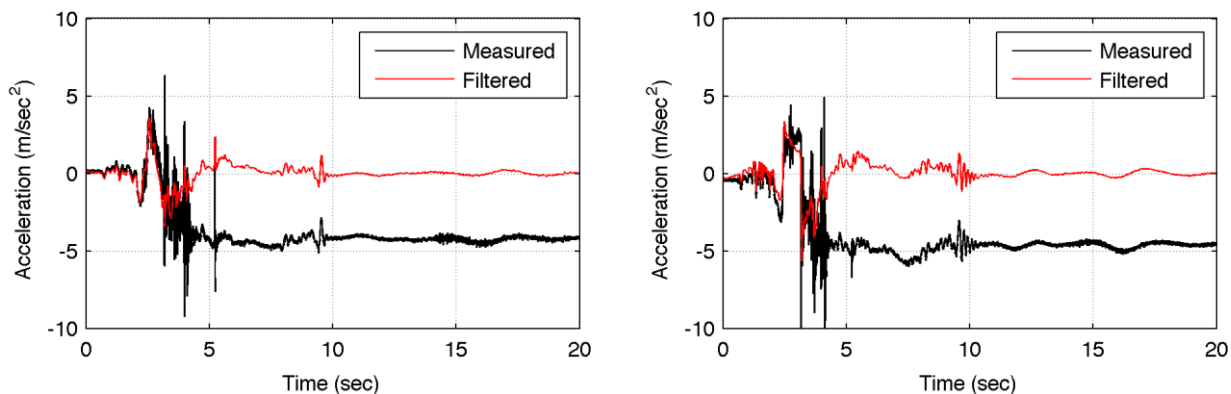 10
5
0
-5
-10
Acceleration (m/sec²)
0 5 10 15 20
Time (sec)
Measured
Filtered
10
5
0
-5
-10
Acceleration (m/sec²)
0 5 10 15 20
Time (sec)
Measured
Filtered